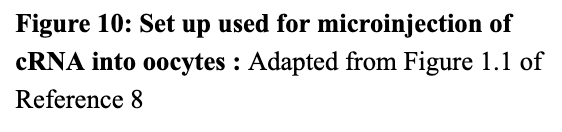 Figure 10: Set up used for microinjection of
cRNA into oocytes : Adapted from Figure 1.1 of
Reference 8